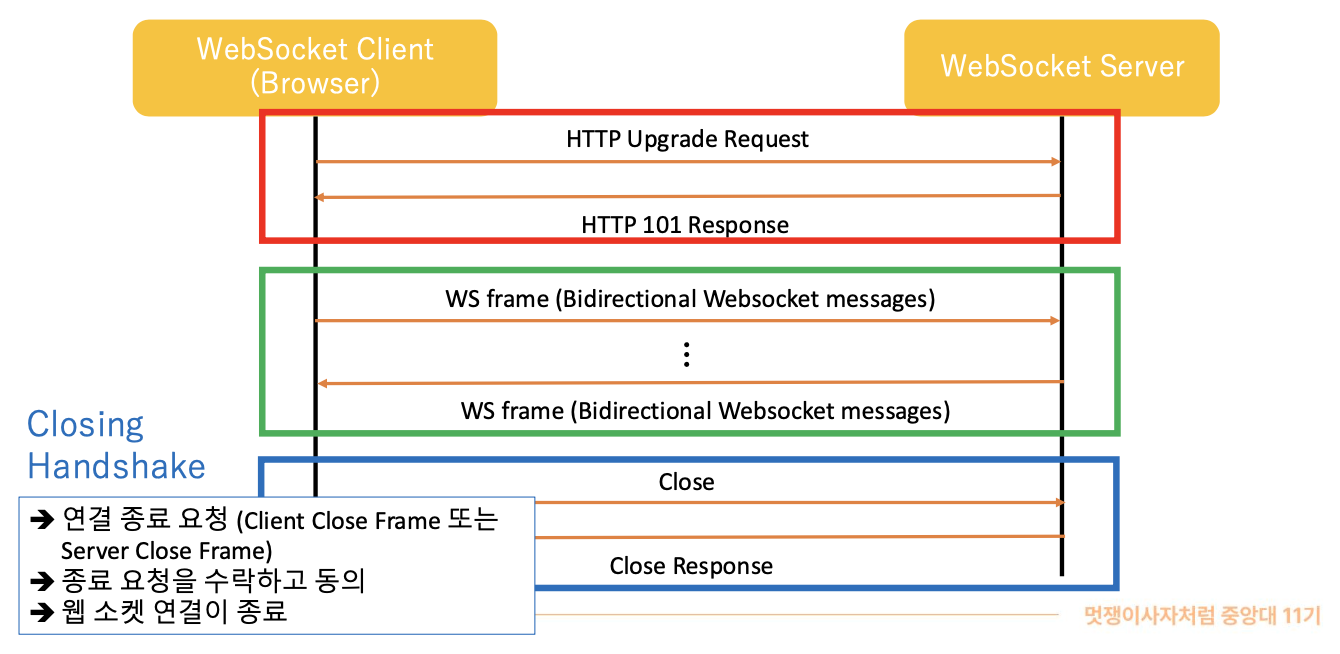 WebSocket Client
(Browser)
WebSocket Server
HTTP Upgrade Request
HTTP 101 Response
WS frame (Bidirectional Websocket messages)
WS frame (Bidirectional Websocket messages)
Closing
Handshake
Close
➔ 연결 종료 요청 (Client Close Frame 또는
Server Close Frame)
➔ 종료 요청을 수락하고 동의
➔ 웹 소켓 연결이 종료
Close Response
멋쟁이사자처럼 중앙대 11기